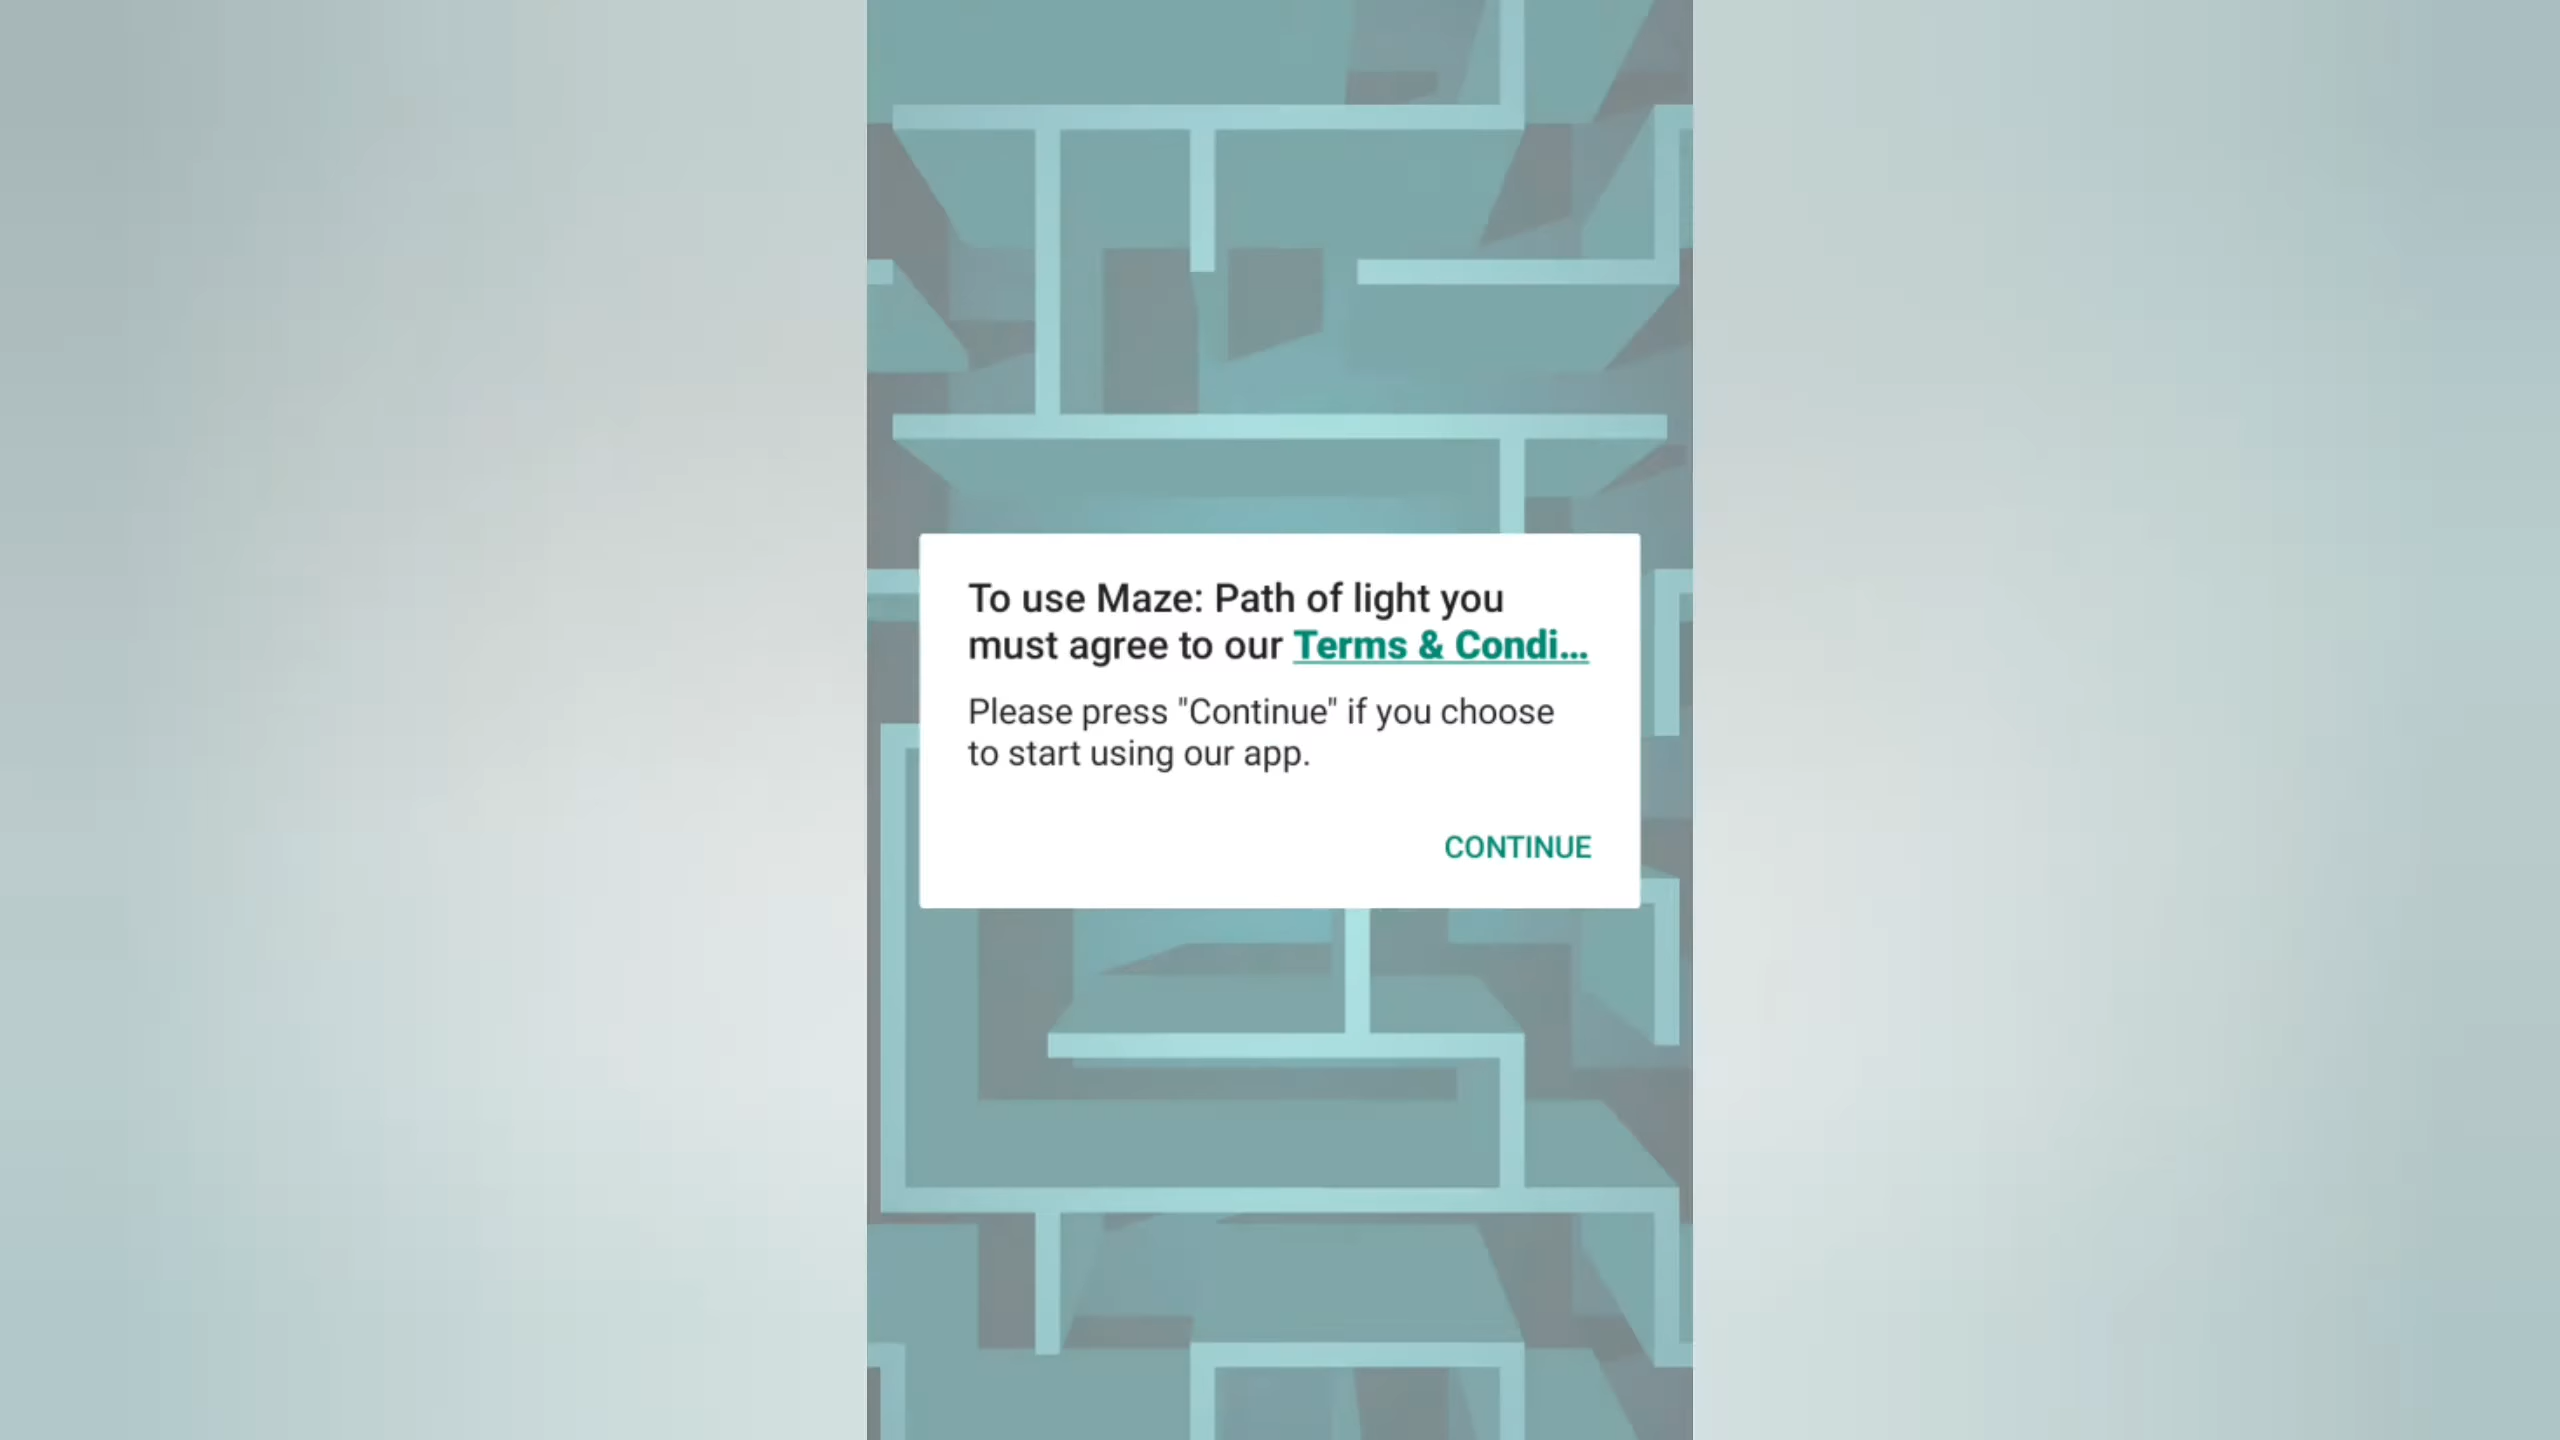 To use Maze: Path of light you
must agree to our Terms & Condi...
Please press "Continue" if you choose
to start using our app.
CONTINUE